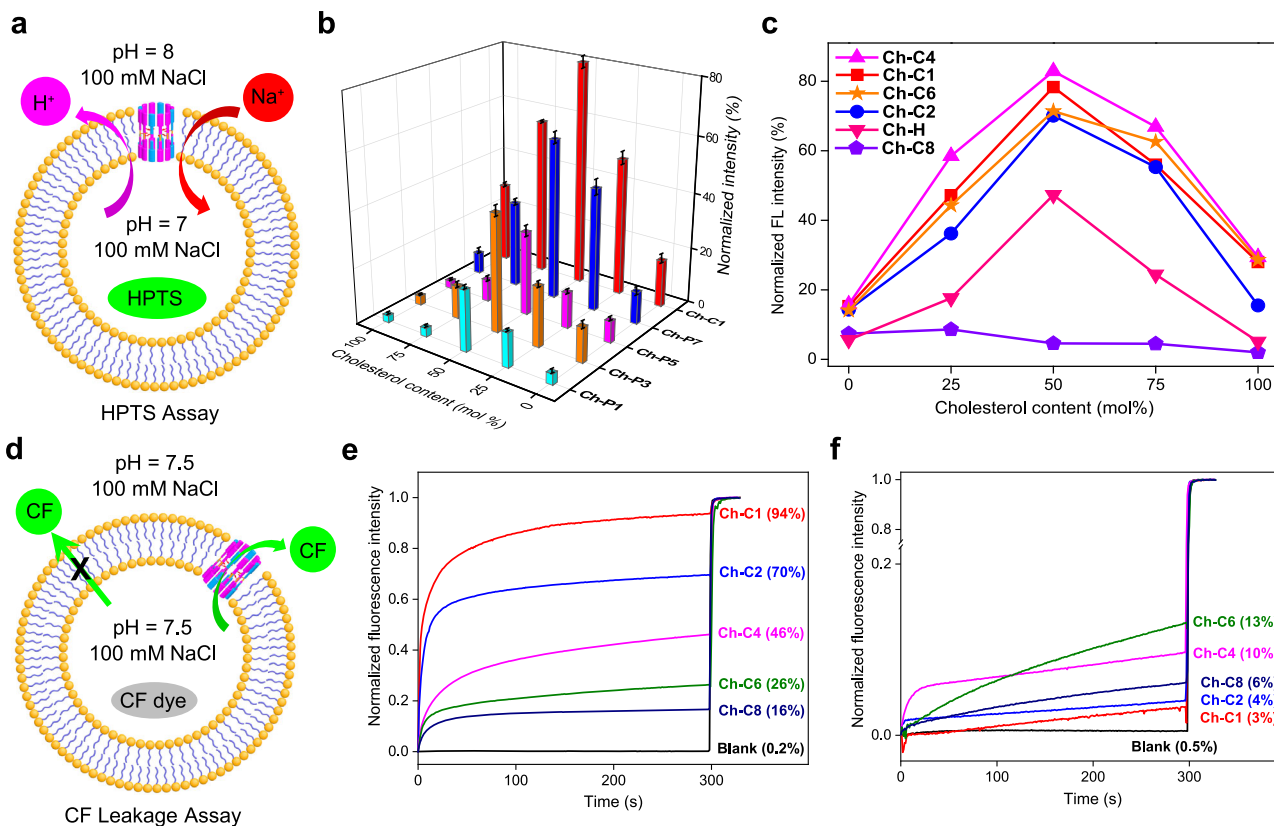 a
pH = 8
100 mM NaCl
H⁺
Na⁺
pH = 7
100 mM NaCl
HPTS
HPTS Assay
b
80
60
40
20
0
Normalized intensity (%)
100
75
50
25
0
Cholesterol content (mol %)
Ch-C1
Ch-P7
Ch-P5
Ch-P3
Ch-P1
c
Ch-C4
Ch-C1
Ch-C6
Ch-C2
Ch-H
Ch-C8
80
60
40
20
0
Normalized FL intensity (%)
0 25 50 75 100
Cholesterol content (mol%)
d
pH = 7.5
100 mM NaCl
CF
CF
X
pH = 7.5
100 mM NaCl
CF dye
CF Leakage Assay
e
1.0
0.8
0.6
0.4
0.2
0.0
Normalized fluorescence intensity
Ch-C1 (94%)
Ch-C2 (70%)
Ch-C4 (46%)
Ch-C6 (26%)
Ch-C8 (16%)
Blank (0.2%)
0 100 200 300
Time (s)
f
1.0
0.8
0.2
0.0
Normalized fluorescence intensity
Ch-C6 (13%
Ch-C4 (10%
Ch-C8 (6%)
Ch-C2 (4%)
Ch-C1 (3%)
Blank (0.5%)
0 100 200 300
Time (s)